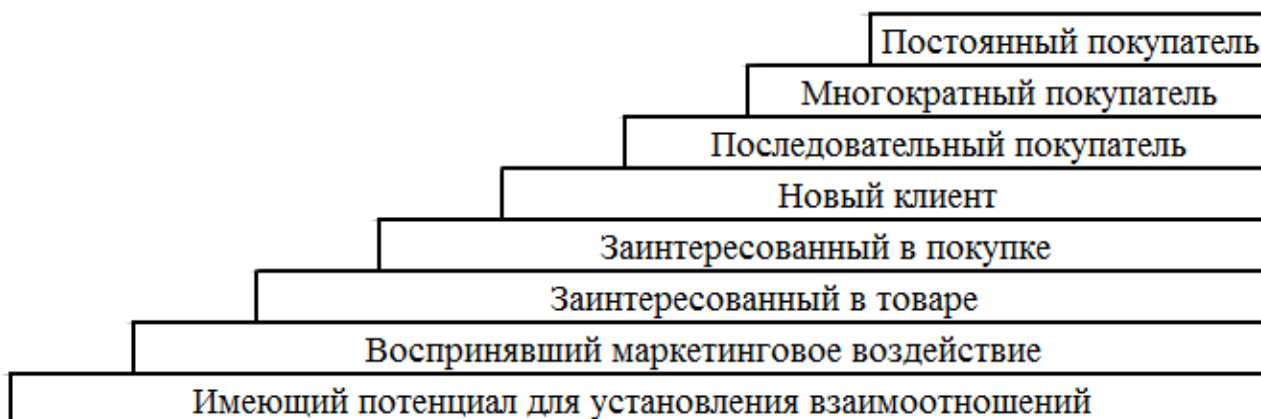 Постоянный покупатель
Многократный покупатель
Последовательный покупатель
Новый клиент
Заинтересованный в покупке
Заинтересованный в товаре
Воспринявший маркетинговое воздействие
Имеющий потенциал для установления взаимоотношений